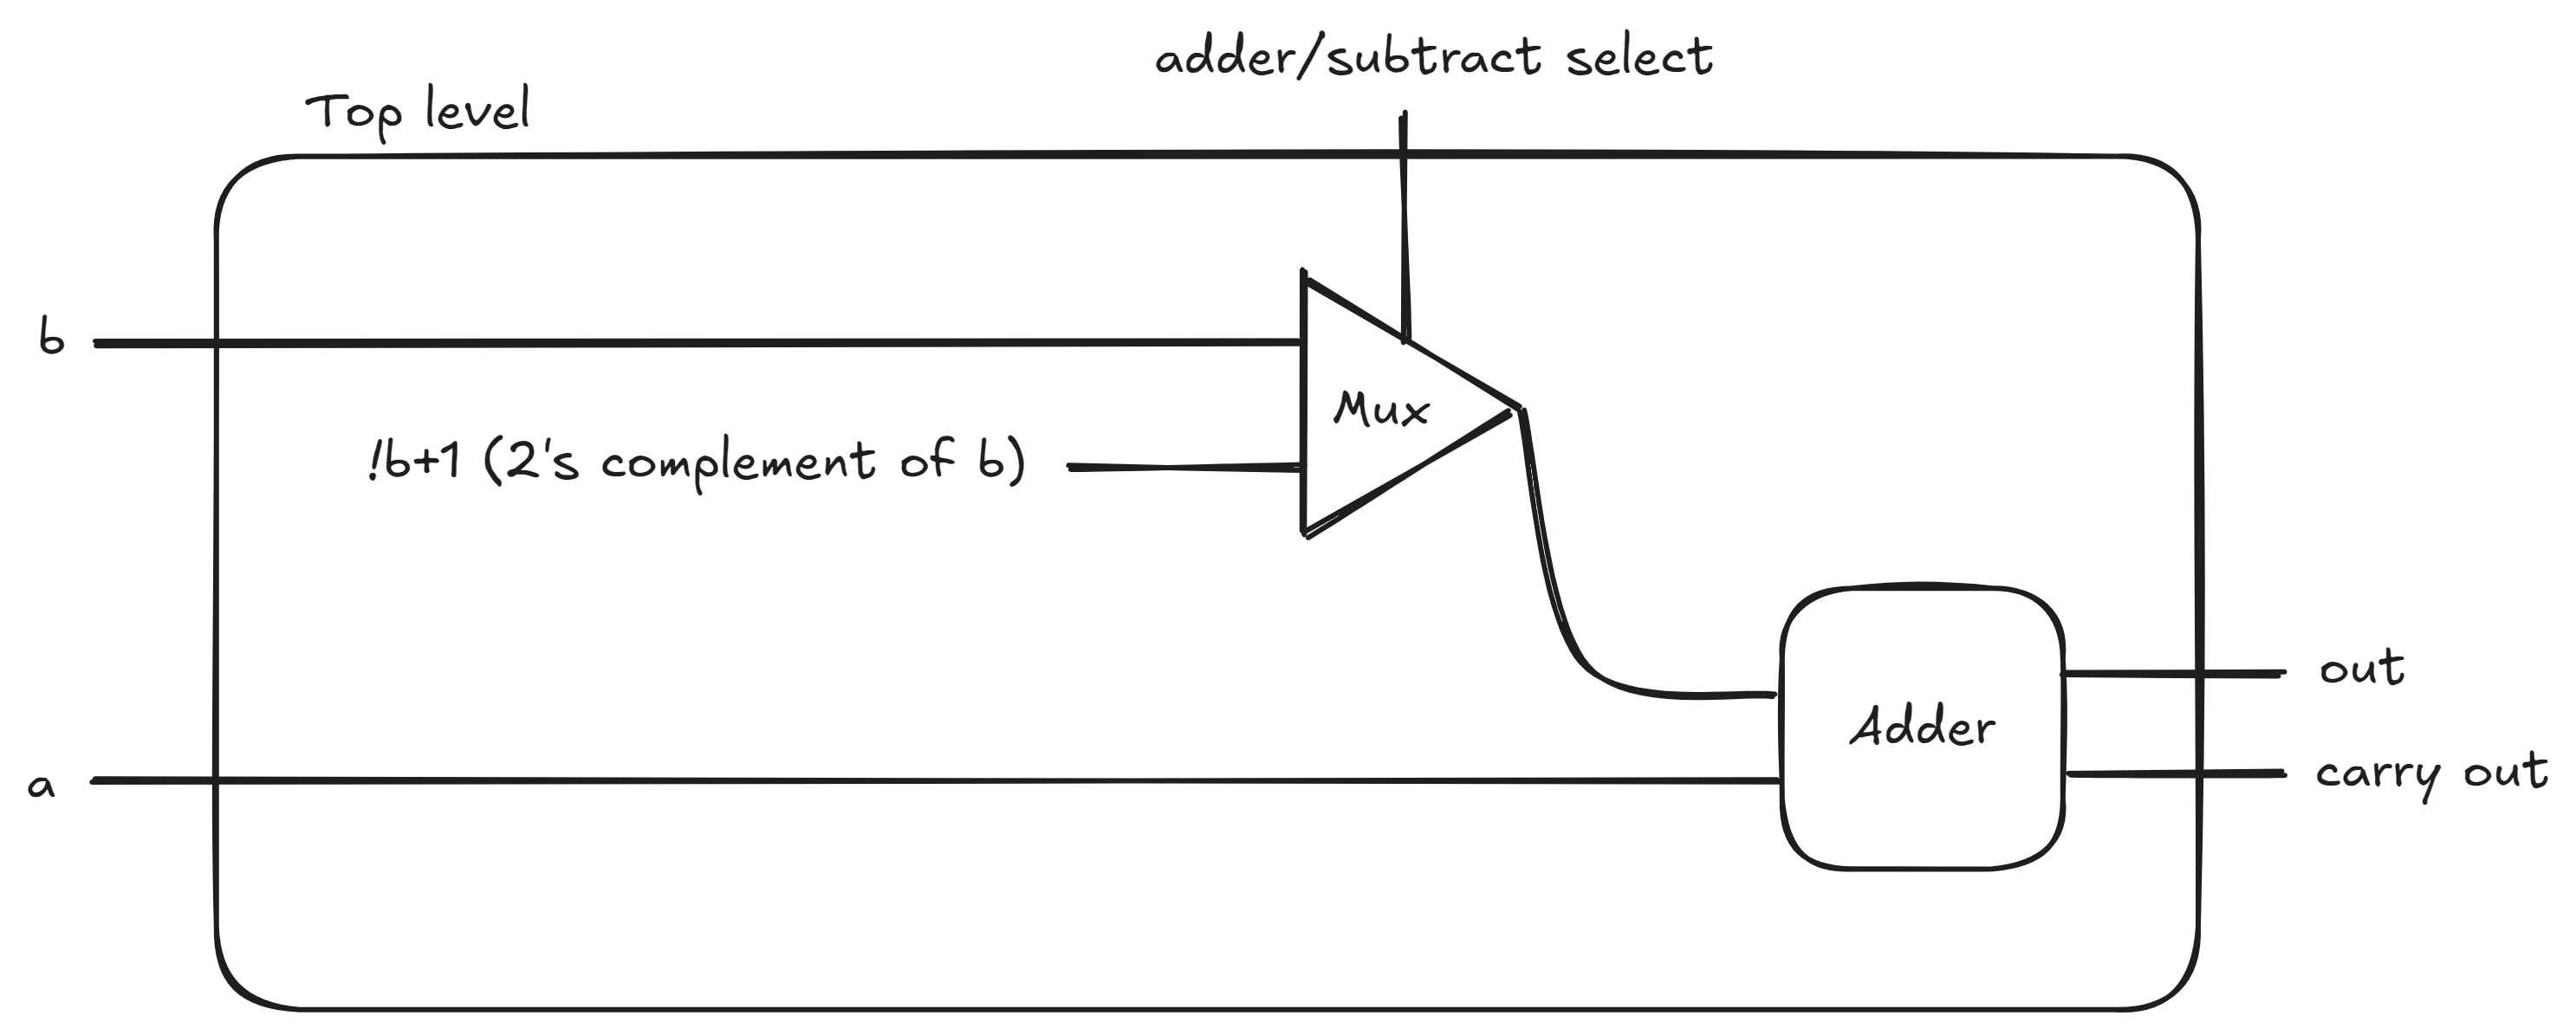 adder/subtract select
Top level
b
Mux
!b+1 (2's complement of b)
out
Adder
carry out
a